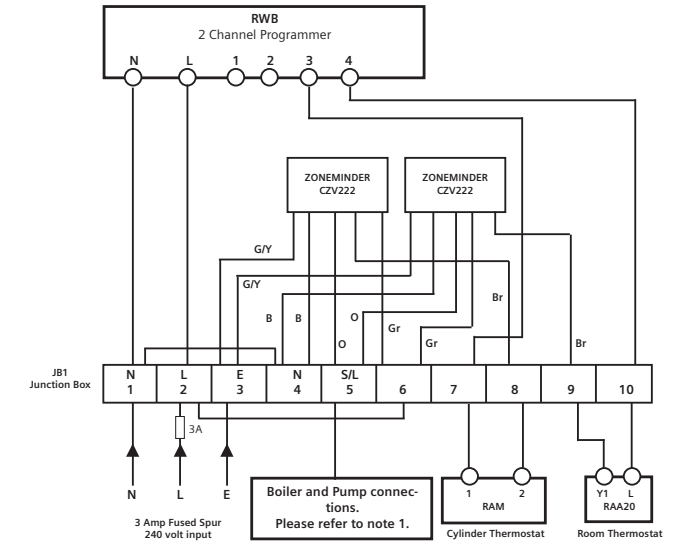 RWB
2 Channel Programmer
N L 1 2 3 4
ZONEMINDER
CZV222
ZONEMINDER
CZV222
G/Y
G/Y
B B O O Gr Gr Br Br
JB1
Junction Box
N L E N S/L
1 2 3 4 5 6 7 8 9 10
3A
N L E
3 Amp Fused Spur
240 volt input
Boiler and Pump connec-
tions.
Please refer to note 1.
1 2
RAM
Cylinder Thermostat
Y1 L
RAA20
Room Thermostat